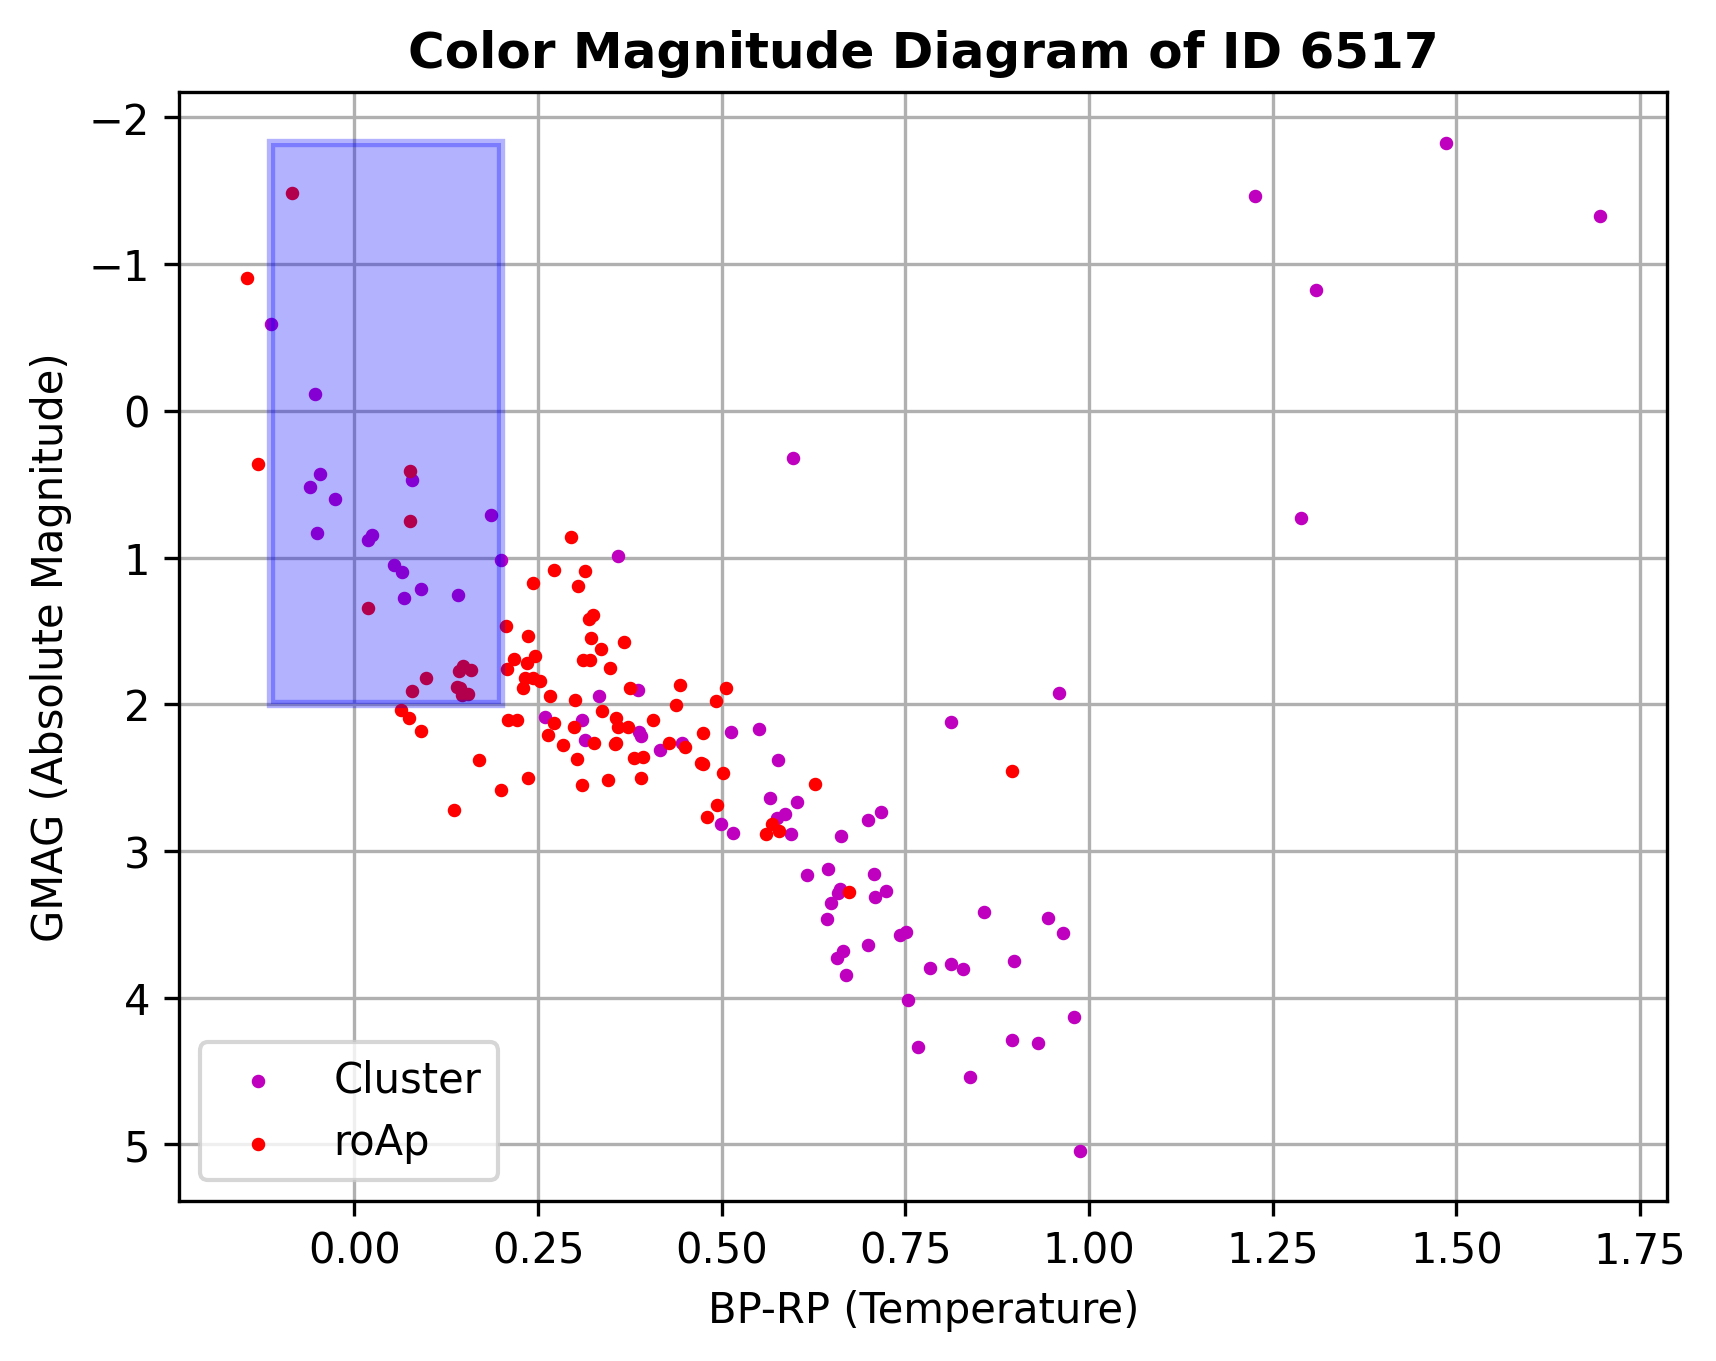 Color Magnitude Diagram of ID 6517
GMAG (Absolute Magnitude)
−2
−1
0
1
2
3
4
5
Cluster
roAp
0.00 0.25 0.50 0.75 1.00 1.25 1.50 1.75
BP-RP (Temperature)